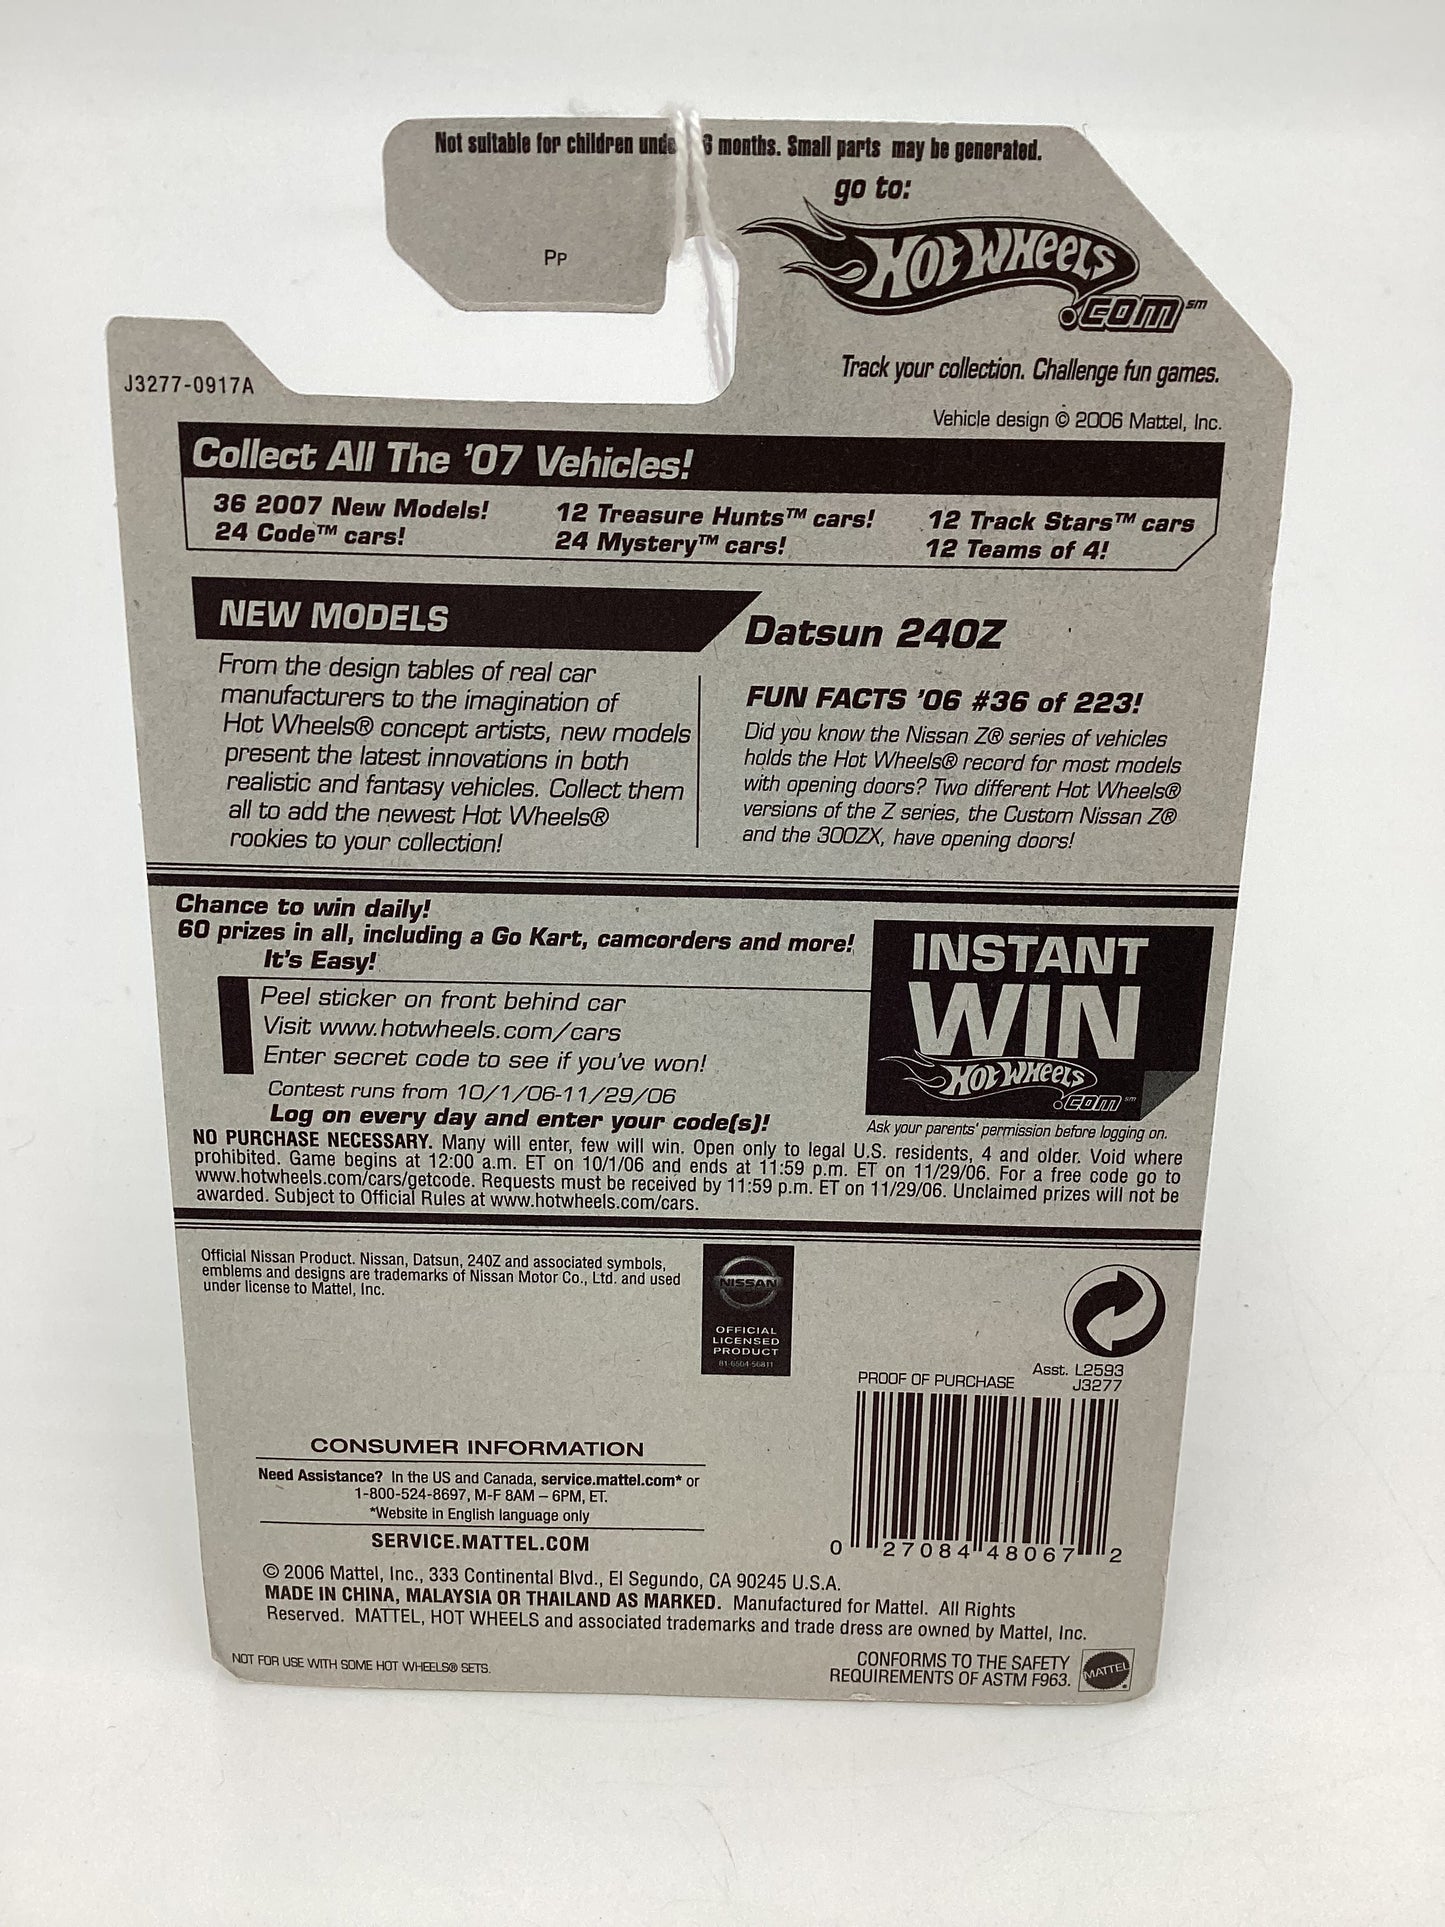 Not suitable for children unde 6 months. Small parts may be generated.
go to:
HOT WHEELS
.COM SM
Pp
Track your collection. Challenge fun games.
J3277-0917A
Vehicle design © 2006 Mattel, Inc.
Collect All The '07 Vehicles!
36 2007 New Models!
24 Code™ cars!
12 Treasure Hunts™ cars!
24 Mystery™ cars!
12 Track Stars™ cars
12 Teams of 4!
NEW MODELS
From the design tables of real car
manufacturers to the imagination of
Hot Wheels® concept artists, new models
present the latest innovations in both
realistic and fantasy vehicles. Collect them
all to add the newest Hot Wheels®
rookies to your collection!
Datsun 240Z
FUN FACTS '06 #36 of 223!
Did you know the Nissan Z® series of vehicles
holds the Hot Wheels® record for most models
with opening doors? Two different Hot Wheels®
versions of the Z series, the Custom Nissan Z®
and the 300ZX, have opening doors!
Chance to win daily!
60 prizes in all, including a Go Kart, camcorders and more!
It's Easy!
Peel sticker on front behind car
Visit www.hotwheels.com/cars
Enter secret code to see if you've won!
Contest runs from 10/1/06-11/29/06
Log on every day and enter your code(s)!
INSTANT
WIN
HOT WHEELS
.COM SM
Ask your parents' permission before logging on.
NO PURCHASE NECESSARY. Many will enter, few will win. Open only to legal U.S. residents, 4 and older. Void where
prohibited. Game begins at 12:00 a.m. ET on 10/1/06 and ends at 11:59 p.m. ET on 11/29/06. For a free code go to
www.hotwheels.com/cars/getcode. Requests must be received by 11:59 p.m. ET on 11/29/06. Unclaimed prizes will not be
awarded. Subject to Official Rules at www.hotwheels.com/cars.
Official Nissan Product. Nissan, Datsun, 240Z and associated symbols,
emblems and designs are trademarks of Nissan Motor Co., Ltd. and used
under license to Mattel, Inc.
NISSAN
OFFICIAL
LICENSED
PRODUCT
81-6504-56811
Asst. L2593
J3277
PROOF OF PURCHASE
0 27084 48067 2
CONSUMER INFORMATION
Need Assistance? In the US and Canada, service.mattel.com* or
1-800-524-8697, M-F 8AM – 6PM, ET.
*Website in English language only
SERVICE.MATTEL.COM
© 2006 Mattel, Inc., 333 Continental Blvd., El Segundo, CA 90245 U.S.A.
MADE IN CHINA, MALAYSIA OR THAILAND AS MARKED. Manufactured for Mattel. All Rights
Reserved. MATTEL, HOT WHEELS and associated trademarks and trade dress are owned by Mattel, Inc.
NOT FOR USE WITH SOME HOT WHEELS® SETS.
CONFORMS TO THE SAFETY
REQUIREMENTS OF ASTM F963.
MATTEL